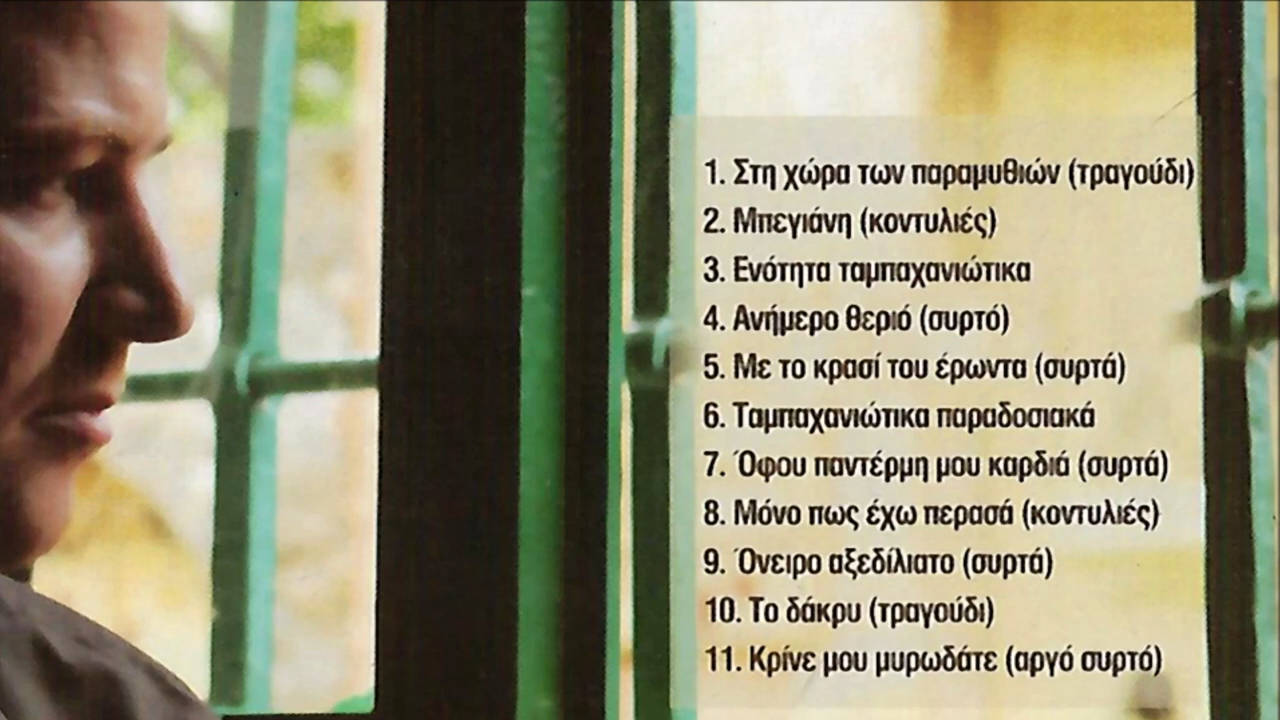 1. Στη χώρα των παραμυθιών (τραγούδι)
2. Μπεγιάνη (κοντυλιές)
3. Ενότητα ταμπαχανιώτικα
4. Ανήμερο θεριό (συρτό)
5. Με το κρασί του έρωντα (συρτά)
6. Ταμπαχανιώτικα παραδοσιακά
7. Όφου παντέρμη μου καρδιά (συρτά)
8. Μόνο πως έχω περασά (κοντυλιές)
9. Όνειρο αξεδίλιατο (συρτά)
10. Το δάκρυ (τραγούδι)
11. Κρίνε μου μυρωδάτε (αργό συρτό)